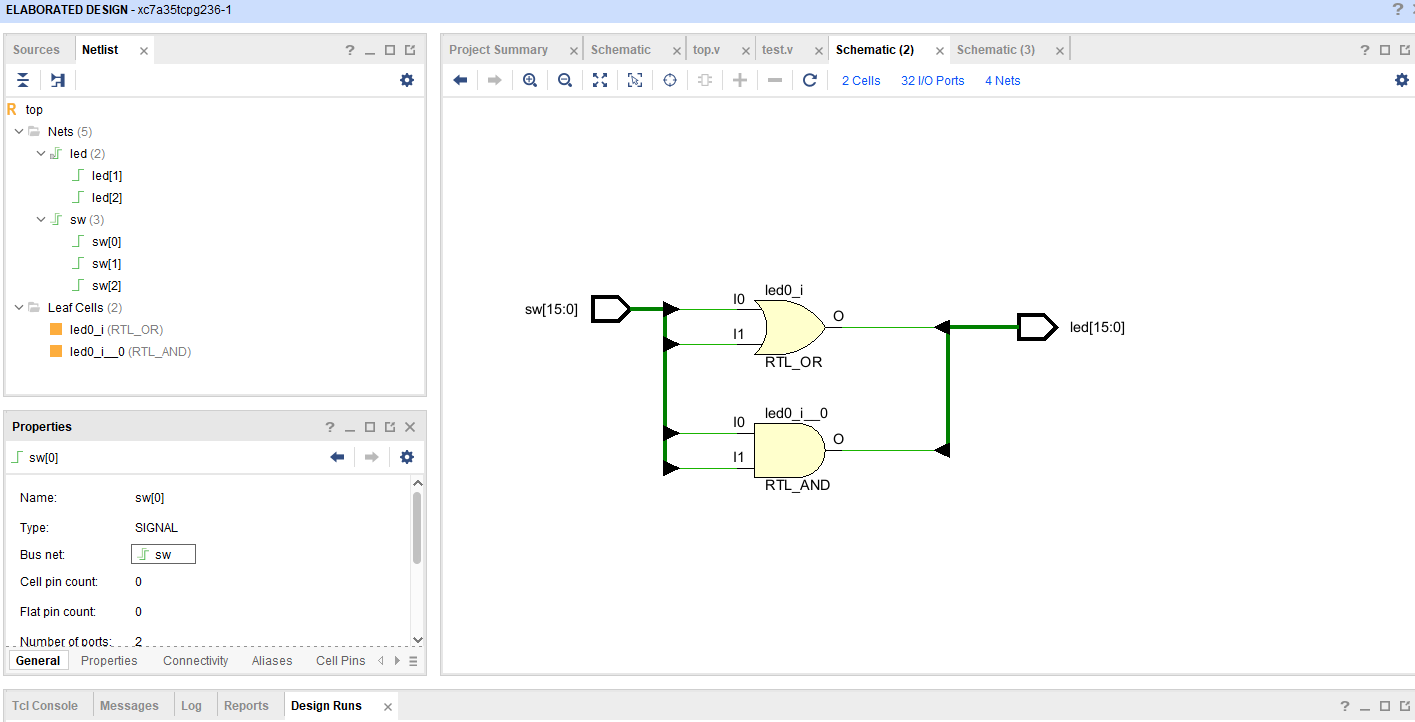 ELABORATED DESIGN - xc7a35tcpg236-1
Sources Netlist
R top
Nets (5)
led (2)
led[1]
led[2]
sw (3)
sw[0]
sw[1]
sw[2]
Leaf Cells (2)
led0_i (RTL_OR)
led0_i__0 (RTL_AND)
Properties
sw[0]
Name: sw[0]
Type: SIGNAL
Bus net: sw
Cell pin count: 0
Flat pin count: 0
Number of ports: 2
General Properties Connectivity Aliases Cell Pins
Project Summary Schematic top.v test.v Schematic (2) Schematic (3)
2 Cells 32 I/O Ports 4 Nets
sw[15:0]
led0_i
I0
I1
O
RTL_OR
led0_i__0
I0
I1
O
RTL_AND
led[15:0]
Tcl Console Messages Log Reports Design Runs